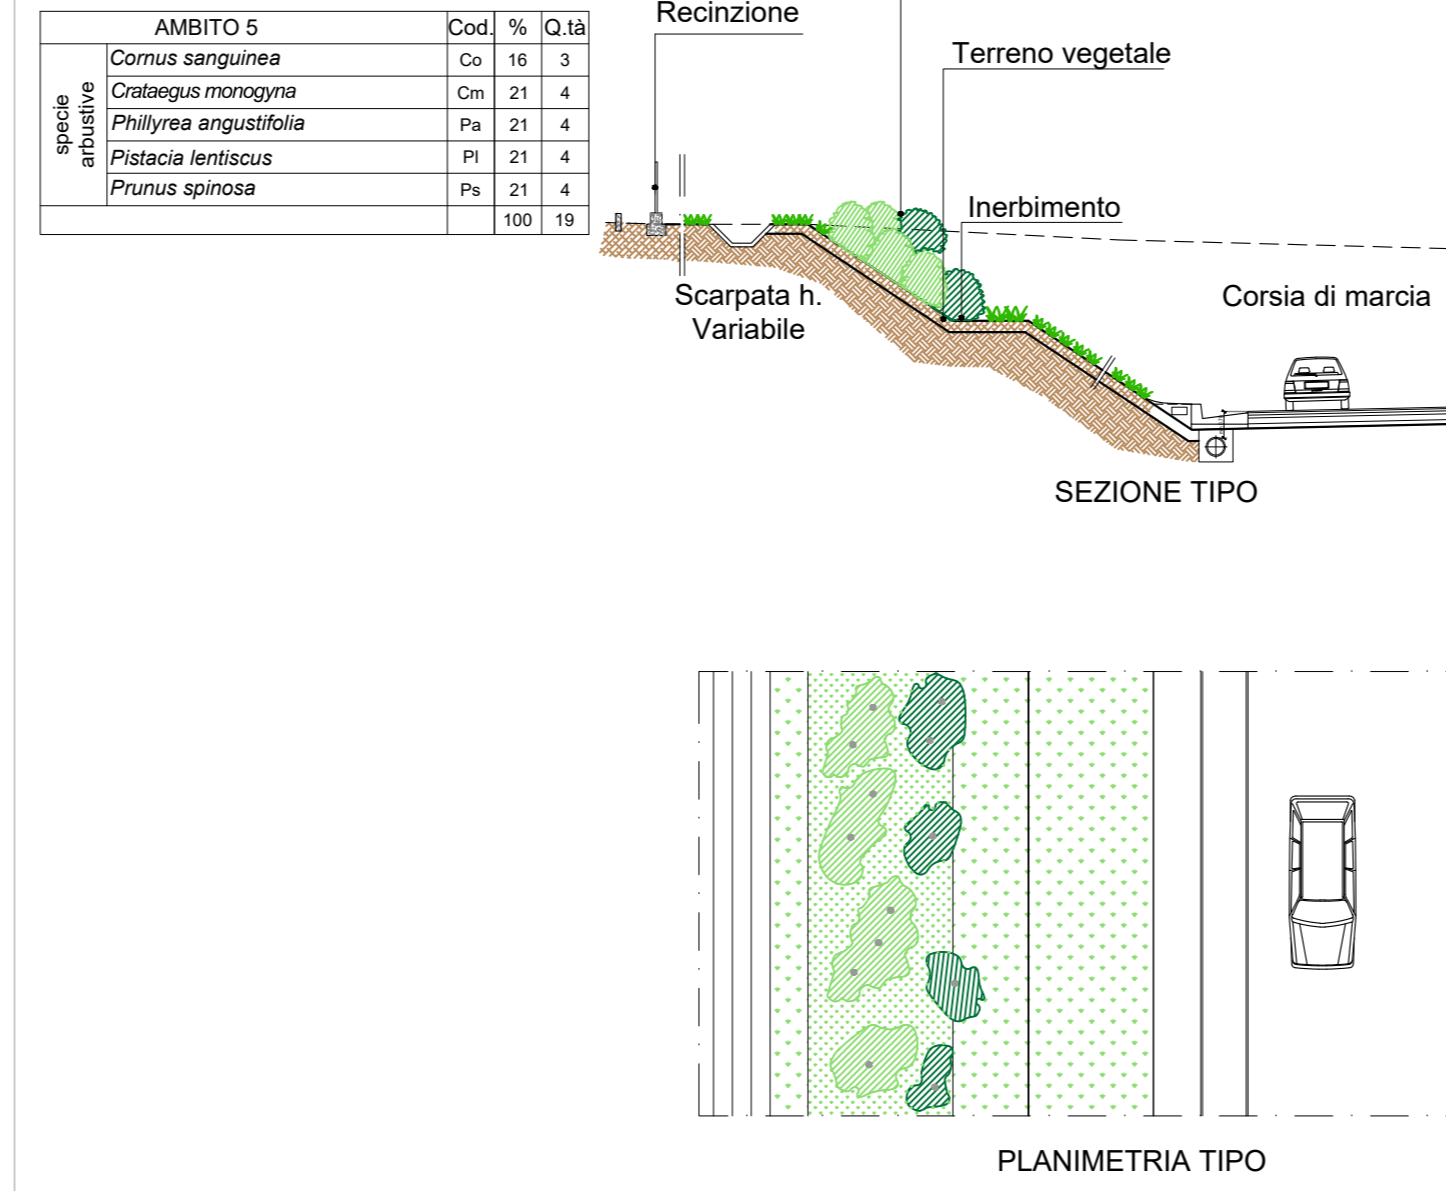 AMBITO 5 Cod. % Q.tà
specie arbustive
Cornus sanguinea Co 16 3
Crataegus monogyna Cm 21 4
Phillyrea angustifolia Pa 21 4
Pistacia lentiscus Pl 21 4
Prunus spinosa Ps 21 4
100 19
Recinzione
Terreno vegetale
Inerbimento
Scarpata h.
Variabile
Corsia di marcia
SEZIONE TIPO
PLANIMETRIA TIPO